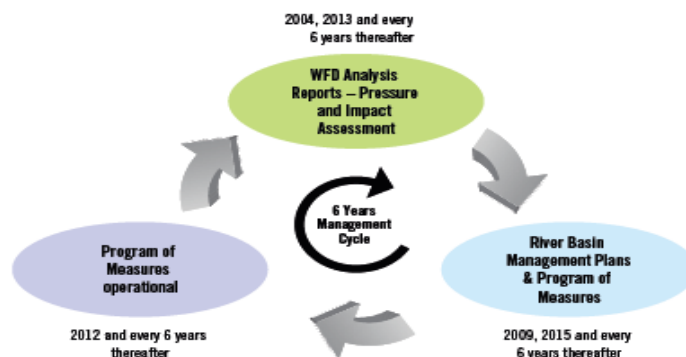 2004, 2013 and every
6 years thereafter
WFD Analysis
Reports – Pressure
and Impact
Assessment
6 Years
Management
Cycle
Program of
Measures
operational
River Basin
Management Plans
& Program of
Measures
2012 and every 6 years
thereafter
2009, 2015 and every
6 years thereafter